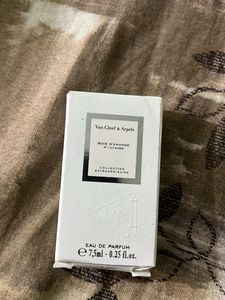 Van Cleef & Arpels
BOIS D'AMANDE
COLLECTION
EXTRAORDINAIRE
EAU DE PARFUM
℮ 7,5ml - 0.25 fl.oz.